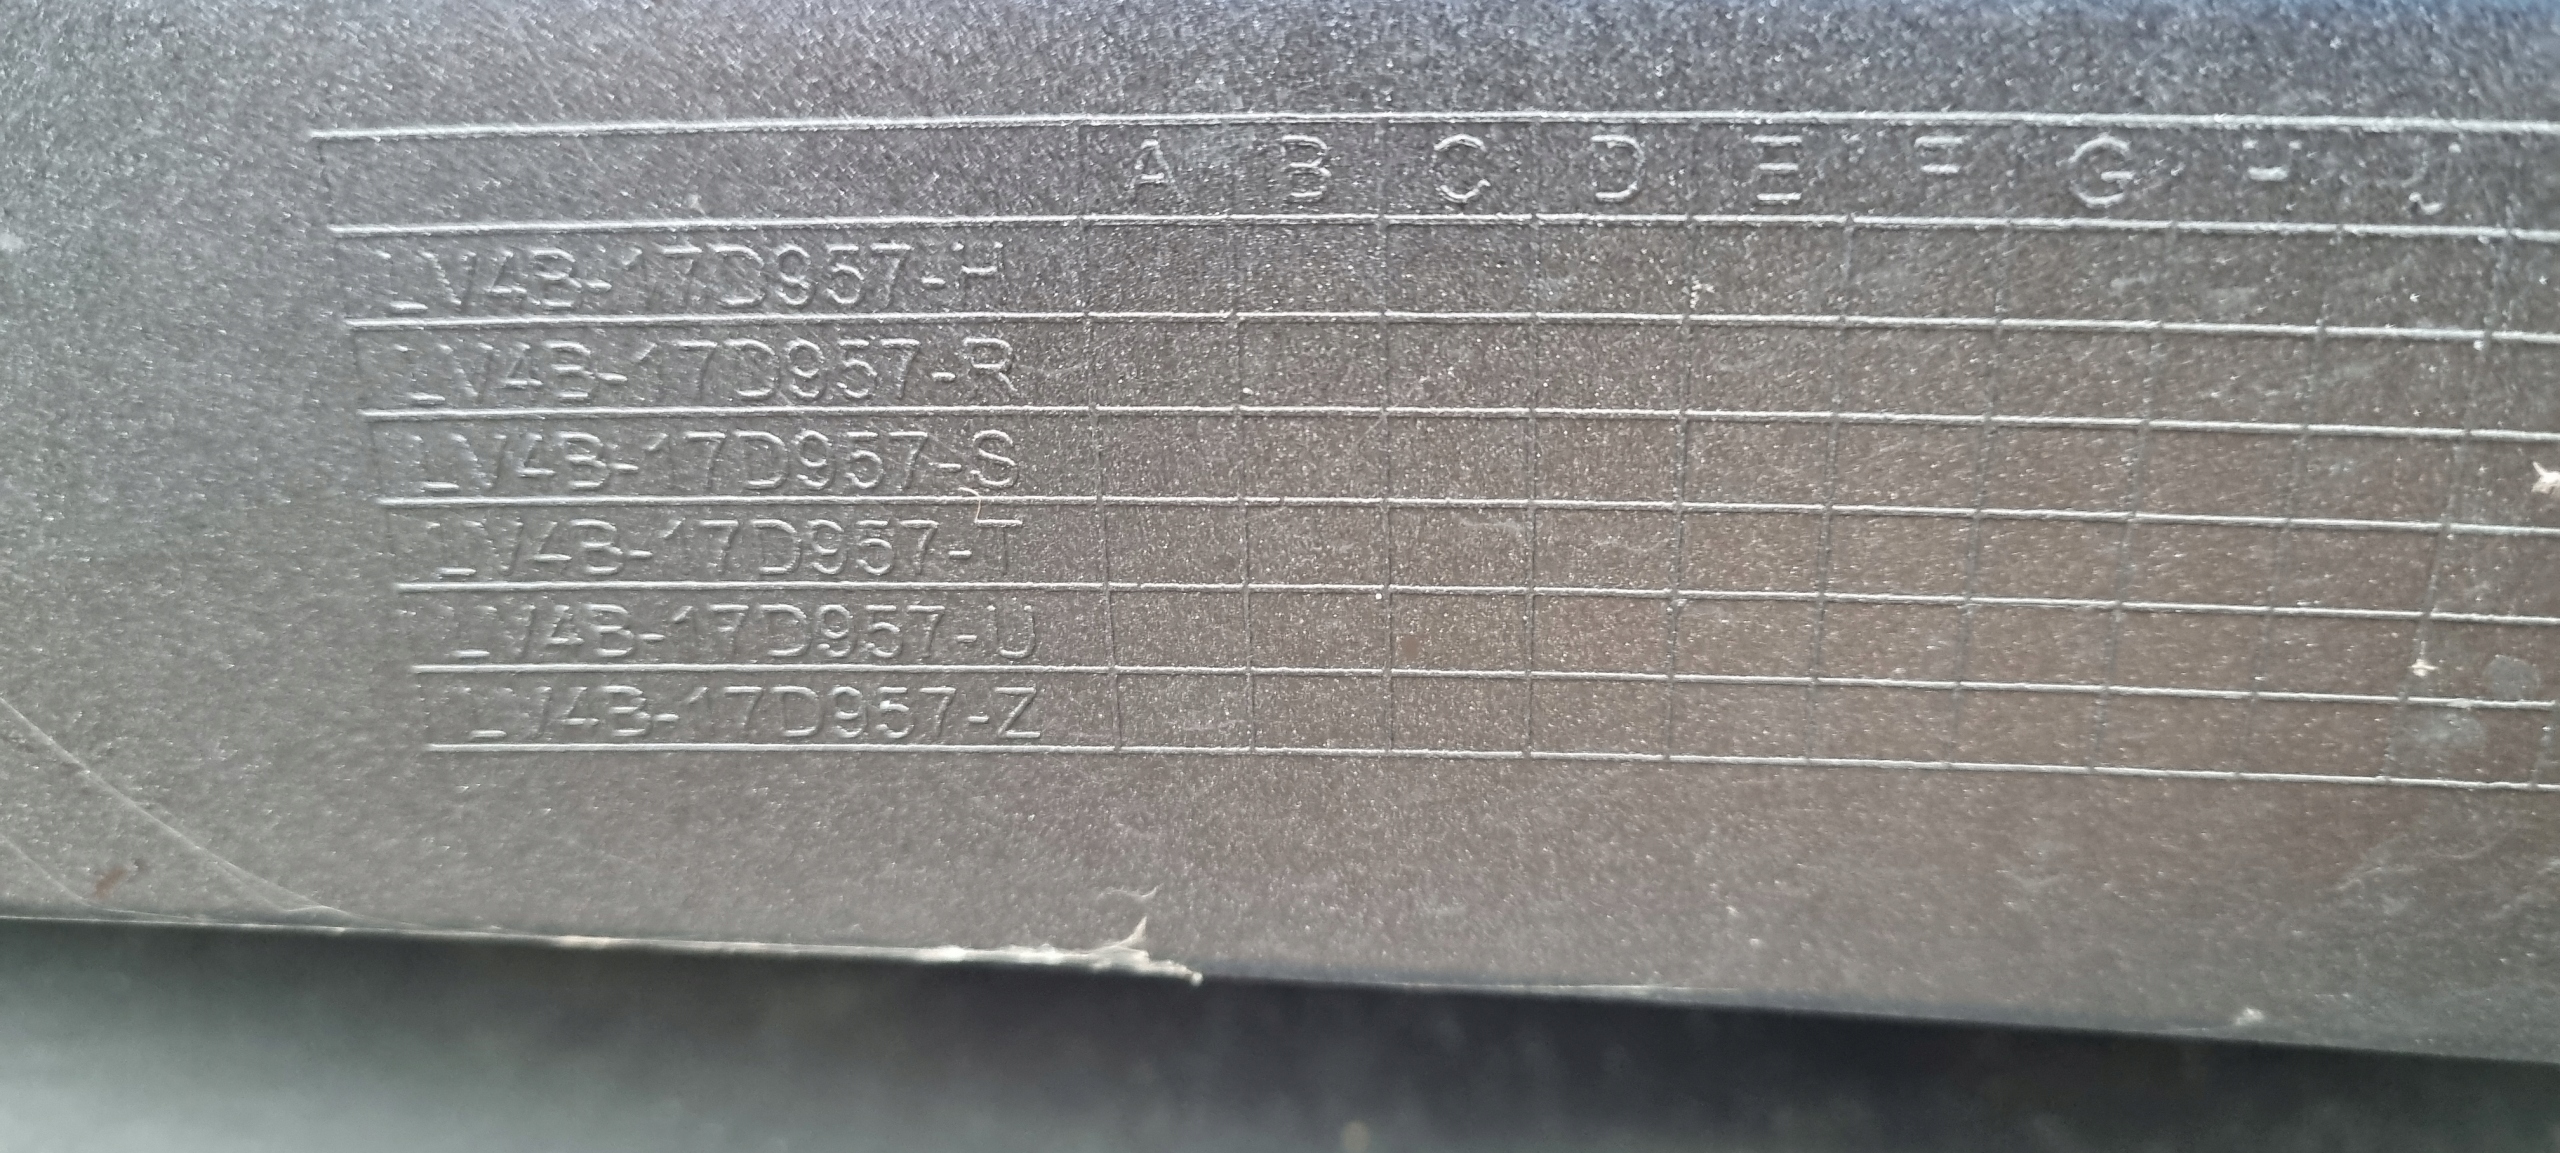 A B C D E F G H J
LV4B-17D957-H
LV4B-17D957-R
LV4B-17D957-S
LV4B-17D957-T
LV4B-17D957-U
LV4B-17D957-Z